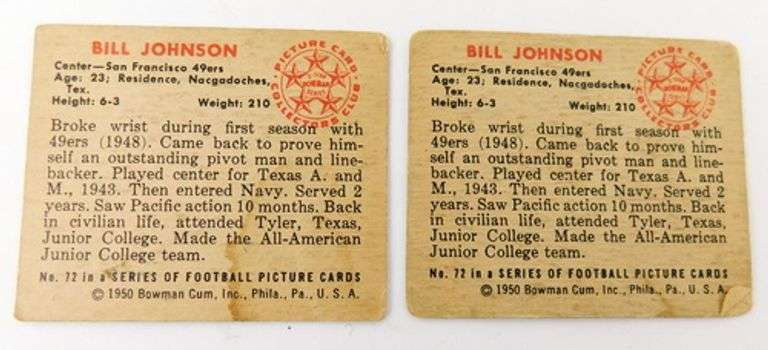 BILL JOHNSON
Center—San Francisco 49ers
Age: 23; Residence, Nacgadoches,
Tex.
Height: 6-3 Weight: 210
PICTURE CARD COLLECTORS CLUB
BOWMAN
Broke wrist during first season with
49ers (1948). Came back to prove him-
self an outstanding pivot man and line-
backer. Played center for Texas A. and
M., 1943. Then entered Navy. Served 2
years. Saw Pacific action 10 months. Back
in civilian life, attended Tyler, Texas,
Junior College. Made the All-American
Junior College team.
No. 72 in a SERIES OF FOOTBALL PICTURE CARDS
© 1950 Bowman Gum, Inc., Phila., Pa., U. S. A.
BILL JOHNSON
Center—San Francisco 49ers
Age: 23; Residence, Nacgadoches,
Tex.
Height: 6-3 Weight: 210
PICTURE CARD COLLECTORS CLUB
Broke wrist during first season with
49ers (1948). Came back to prove him-
self an outstanding pivot man and line-
backer. Played center for Texas A. and
M., 1943. Then entered Navy. Served 2
years. Saw Pacific action 10 months. Back
in civilian life, attended Tyler, Texas,
Junior College. Made the All-American
Junior College team.
No. 72 in a SERIES OF FOOTBALL PICTURE CARDS
© 1950 Bowman Gum, Inc., Phila., Pa., U. S. A.